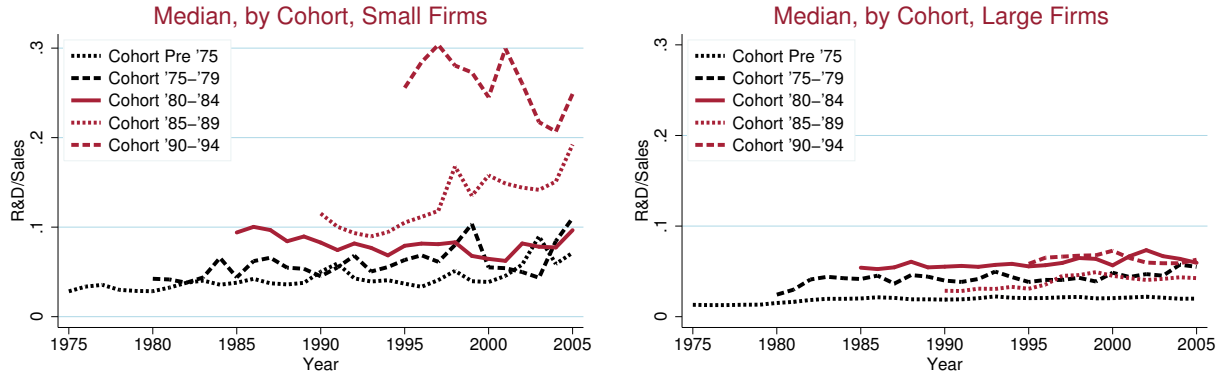 Median, by Cohort, Small Firms
.3
.2
.1
0
R&D/Sales
Cohort Pre '75
Cohort '75–'79
Cohort '80–'84
Cohort '85–'89
Cohort '90–'94
1975 1980 1985 1990 1995 2000 2005
Year
Median, by Cohort, Large Firms
.3
.2
.1
0
R&D/Sales
Cohort Pre '75
Cohort '75–'79
Cohort '80–'84
Cohort '85–'89
Cohort '90–'94
1975 1980 1985 1990 1995 2000 2005
Year